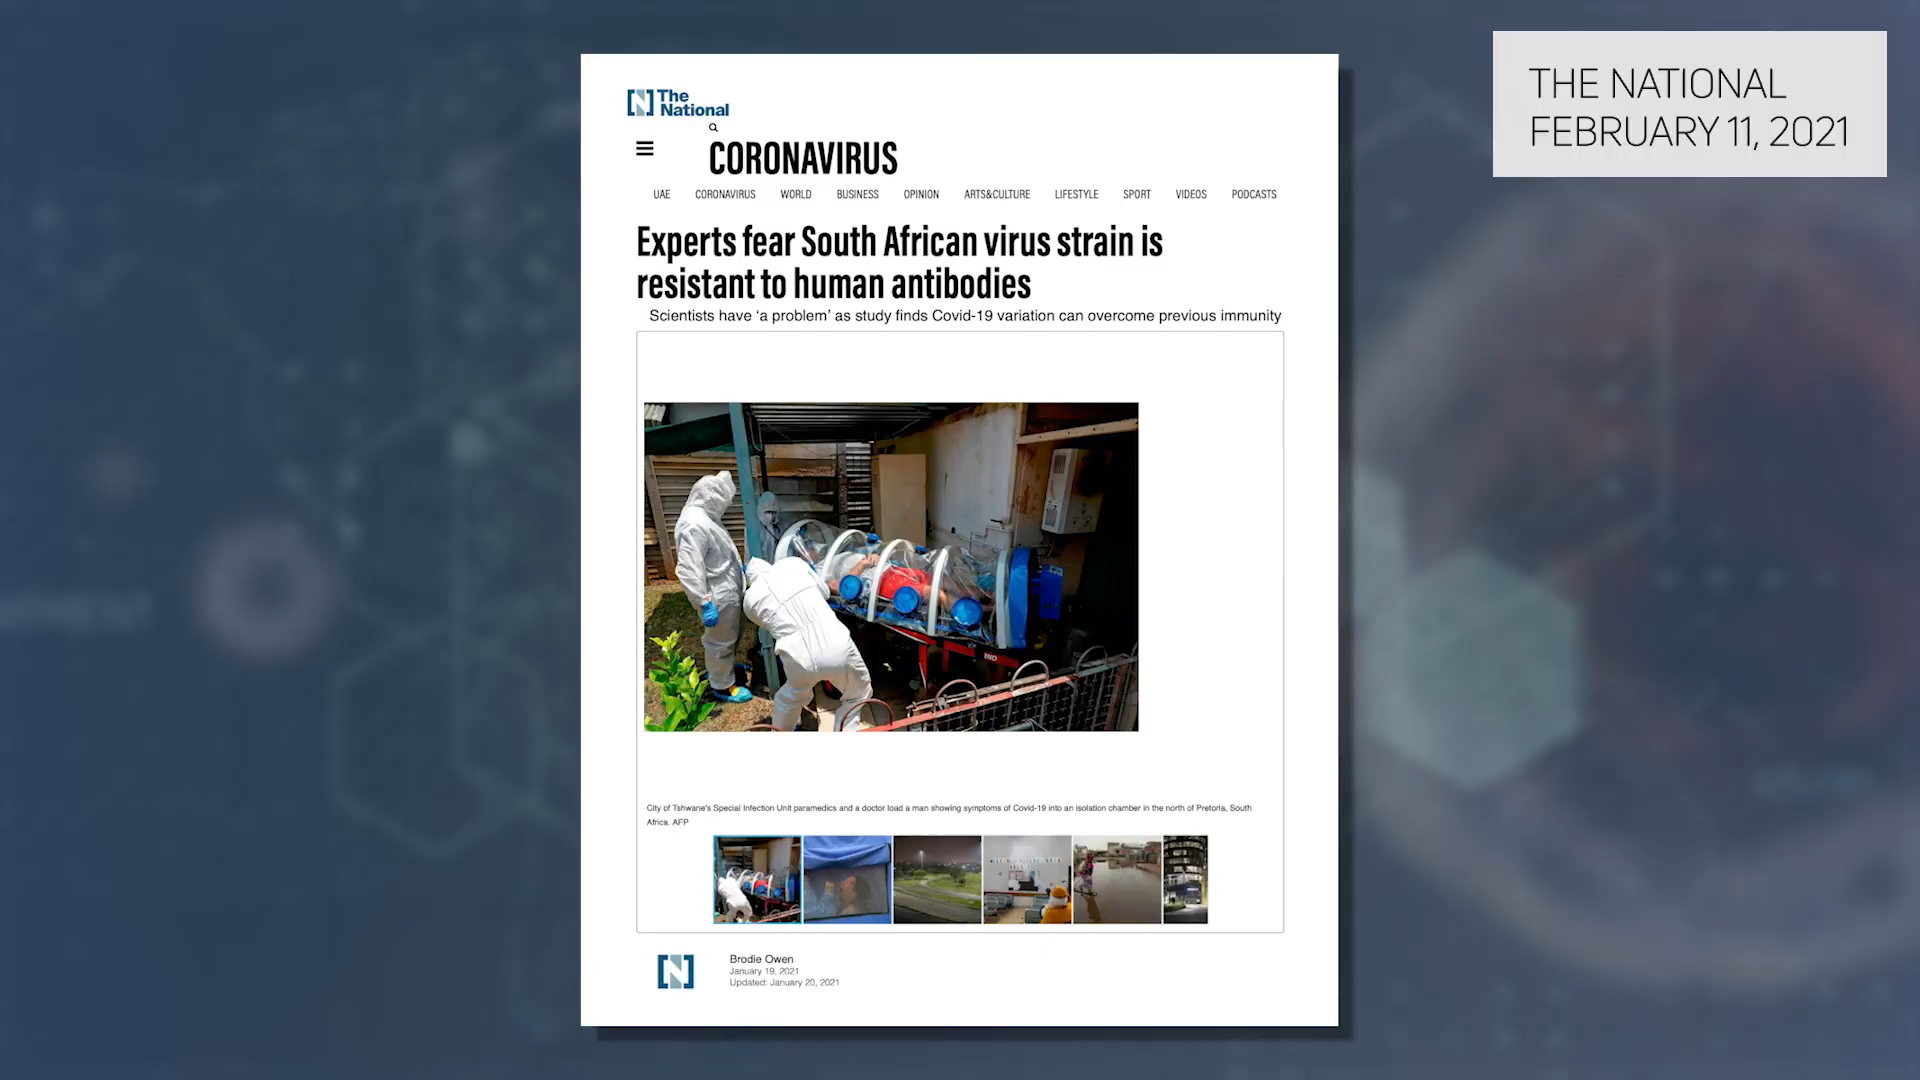 THE NATIONAL
FEBRUARY 11, 2021
[N] The
National
CORONAVIRUS
UAE CORONAVIRUS WORLD BUSINESS OPINION ARTS&CULTURE LIFESTYLE SPORT VIDEOS PODCASTS
Experts fear South African virus strain is
resistant to human antibodies
Scientists have ‘a problem’ as study finds Covid-19 variation can overcome previous immunity
City of Tshwane's Special Infection Unit paramedics and a doctor load a man showing symptoms of Covid-19 into an isolation chamber in the north of Pretoria, South
Africa. AFP
[N]
Brodie Owen
January 19, 2021
Updated: January 20, 2021